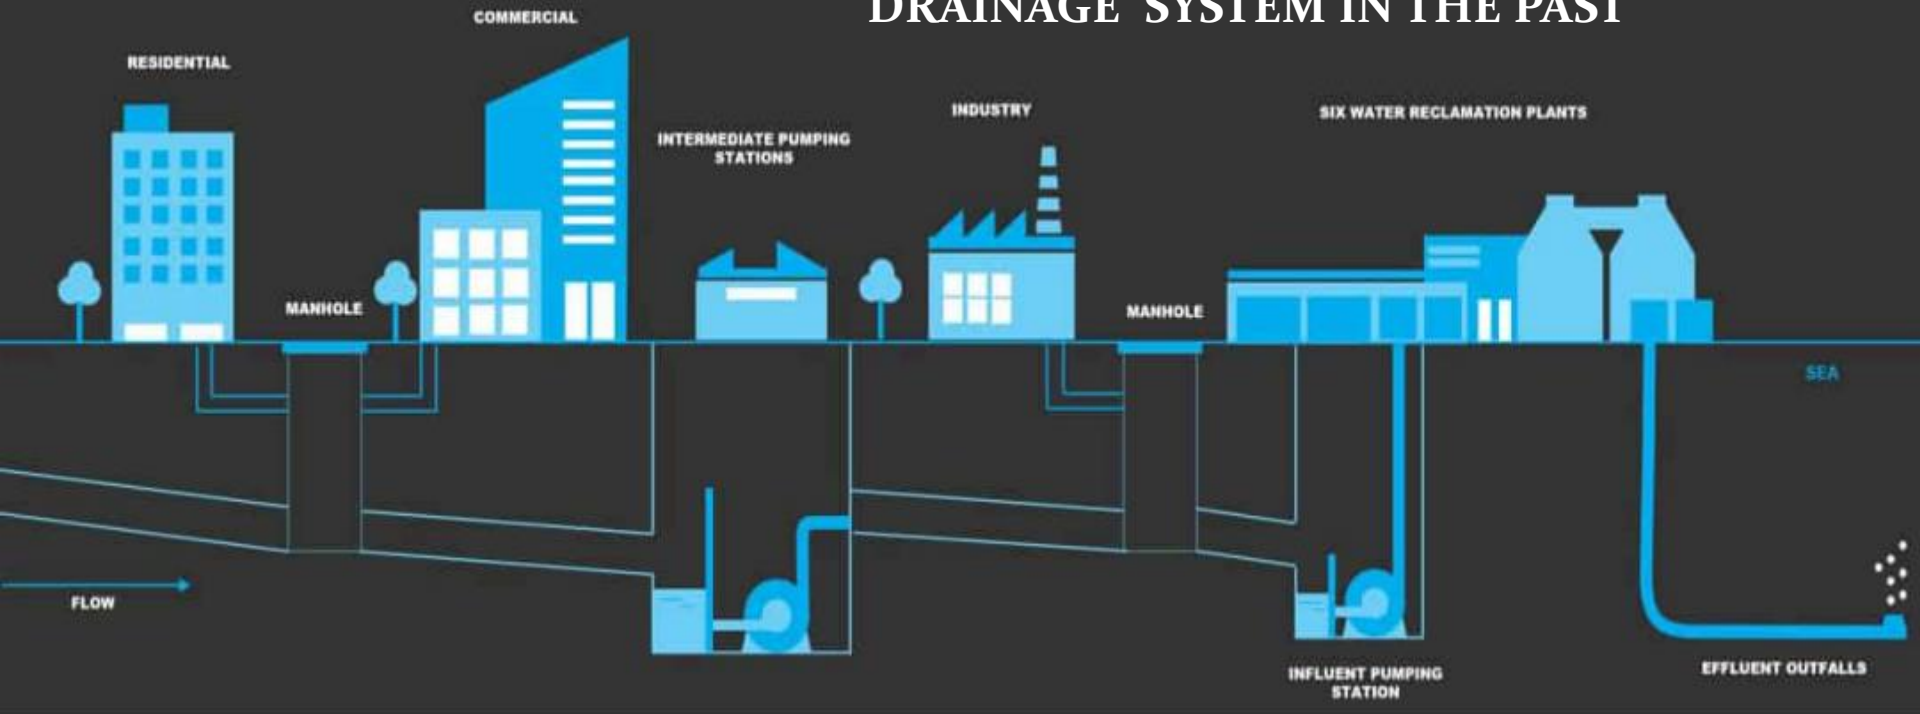 DRAINAGE SYSTEM IN THE PAST
COMMERCIAL
RESIDENTIAL
INTERMEDIATE PUMPING
STATIONS
INDUSTRY
SIX WATER RECLAMATION PLANTS
MANHOLE
MANHOLE
SEA
FLOW
INFLUENT PUMPING
STATION
EFFLUENT OUTFALLS